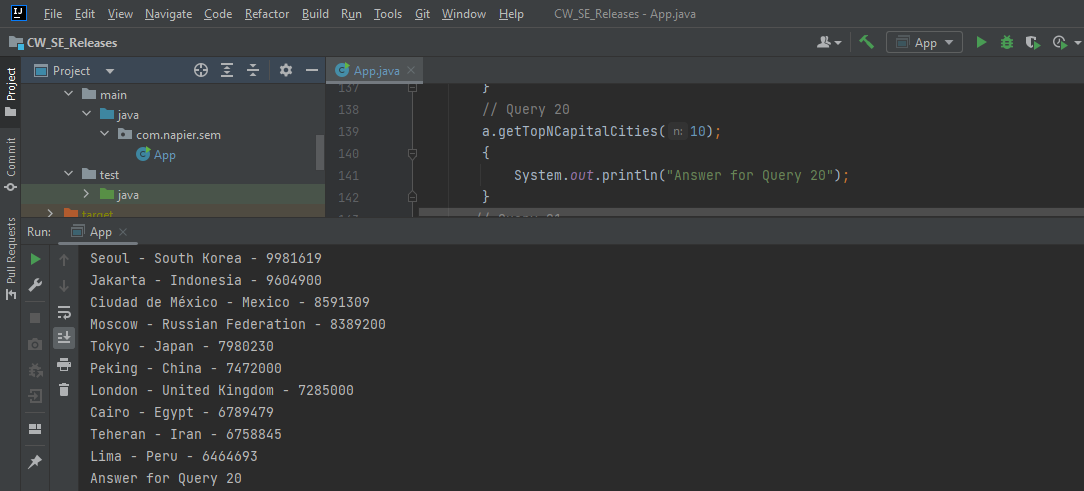 IJ File Edit View Navigate Code Refactor Build Run Tools Git Window Help CW_SE_Releases - App.java
CW_SE_Releases
App
Project
Commit
Pull Requests
Project
main
java
com.napier.sem
App
test
java
target
App.java
137 }
138 // Query 20
139 a.getTopNCapitalCities( n: 10);
140 {
141 System.out.println("Answer for Query 20");
142 }
143 // Query 21
Run: App
Seoul - South Korea - 9981619
Jakarta - Indonesia - 9604900
Ciudad de México - Mexico - 8591309
Moscow - Russian Federation - 8389200
Tokyo - Japan - 7980230
Peking - China - 7472000
London - United Kingdom - 7285000
Cairo - Egypt - 6789479
Teheran - Iran - 6758845
Lima - Peru - 6464693
Answer for Query 20